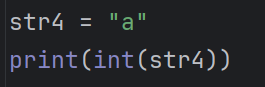 str4 = "a"
print(int(str4))